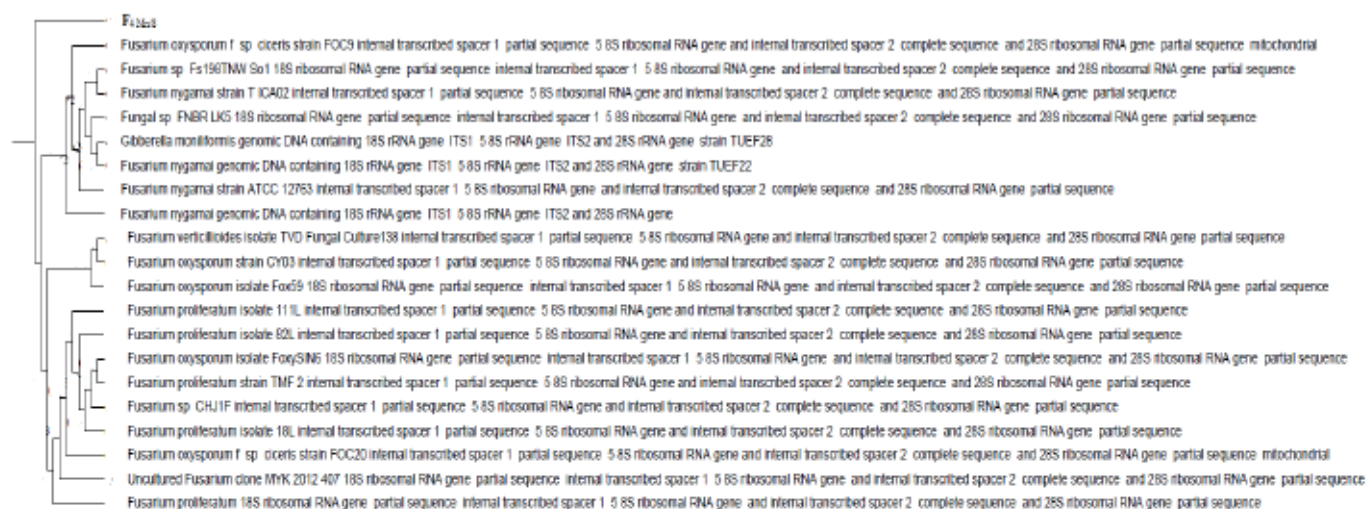 Fusarium oxysporum f sp ciceris strain FOC9 internal transcribed spacer 1 partial sequence 5 8S ribosomal RNA gene and internal transcribed spacer 2 complete sequence and 28S ribosomal RNA gene partial sequence mitochondrial
Fusarium sp Fs196TNW So1 18S ribosomal RNA gene partial sequence internal transcribed spacer 1 5 8S ribosomal RNA gene and internal transcribed spacer 2 complete sequence and 28S ribosomal RNA gene partial sequence
Fusarium nygamai strain T ICA02 internal transcribed spacer 1 partial sequence 5 8S ribosomal RNA gene and internal transcribed spacer 2 complete sequence and 28S ribosomal RNA gene partial sequence
Fungal sp FNBR LK5 18S ribosomal RNA gene partial sequence internal transcribed spacer 1 5 8S ribosomal RNA gene and internal transcribed spacer 2 complete sequence and 28S ribosomal RNA gene partial sequence
Gibberella moniliformis genomic DNA containing 18S rRNA gene ITS1 5 8S rRNA gene ITS2 and 28S rRNA gene strain TUEF28
Fusarium nygamai genomic DNA containing 18S rRNA gene ITS1 5 8S rRNA gene ITS2 and 28S rRNA gene strain TUEF22
Fusarium nygamai strain ATCC 12763 internal transcribed spacer 1 5 8S ribosomal RNA gene and internal transcribed spacer 2 complete sequence and 28S ribosomal RNA gene partial sequence
Fusarium nygamai genomic DNA containing 18S rRNA gene ITS1 5 8S rRNA gene ITS2 and 28S rRNA gene
Fusarium verticillioides isolate TVD Fungal Culture138 internal transcribed spacer 1 partial sequence 5 8S ribosomal RNA gene and internal transcribed spacer 2 complete sequence and 28S ribosomal RNA gene partial sequence
Fusarium oxysporum strain CY03 internal transcribed spacer 1 partial sequence 5 8S ribosomal RNA gene and internal transcribed spacer 2 complete sequence and 28S ribosomal RNA gene partial sequence
Fusarium oxysporum isolate Fox59 18S ribosomal RNA gene partial sequence internal transcribed spacer 1 5 8S ribosomal RNA gene and internal transcribed spacer 2 complete sequence and 28S ribosomal RNA gene partial sequence
Fusarium proliferatum isolate 111L internal transcribed spacer 1 partial sequence 5 8S ribosomal RNA gene and internal transcribed spacer 2 complete sequence and 28S ribosomal RNA gene partial sequence
Fusarium proliferatum isolate 82L internal transcribed spacer 1 partial sequence 5 8S ribosomal RNA gene and internal transcribed spacer 2 complete sequence and 28S ribosomal RNA gene partial sequence
Fusarium oxysporum isolate FoxySIN6 18S ribosomal RNA gene partial sequence internal transcribed spacer 1 5 8S ribosomal RNA gene and internal transcribed spacer 2 complete sequence and 28S ribosomal RNA gene partial sequence
Fusarium proliferatum strain TMF 2 internal transcribed spacer 1 partial sequence 5 8S ribosomal RNA gene and internal transcribed spacer 2 complete sequence and 28S ribosomal RNA gene partial sequence
Fusarium sp CHJ1F internal transcribed spacer 1 partial sequence 5 8S ribosomal RNA gene and internal transcribed spacer 2 complete sequence and 28S ribosomal RNA gene partial sequence
Fusarium proliferatum isolate 18L internal transcribed spacer 1 partial sequence 5 8S ribosomal RNA gene and internal transcribed spacer 2 complete sequence and 28S ribosomal RNA gene partial sequence
Fusarium oxysporum f sp ciceris strain FOC20 internal transcribed spacer 1 partial sequence 5 8S ribosomal RNA gene and internal transcribed spacer 2 complete sequence and 28S ribosomal RNA gene partial sequence mitochondrial
Uncultured Fusarium clone MYK 2012 407 18S ribosomal RNA gene partial sequence internal transcribed spacer 1 5 8S ribosomal RNA gene and internal transcribed spacer 2 complete sequence and 28S ribosomal RNA gene partial sequence
Fusarium proliferatum 18S ribosomal RNA gene partial sequence internal transcribed spacer 1 5 8S ribosomal RNA gene and internal transcribed spacer 2 complete sequence and 28S ribosomal RNA gene partial sequence